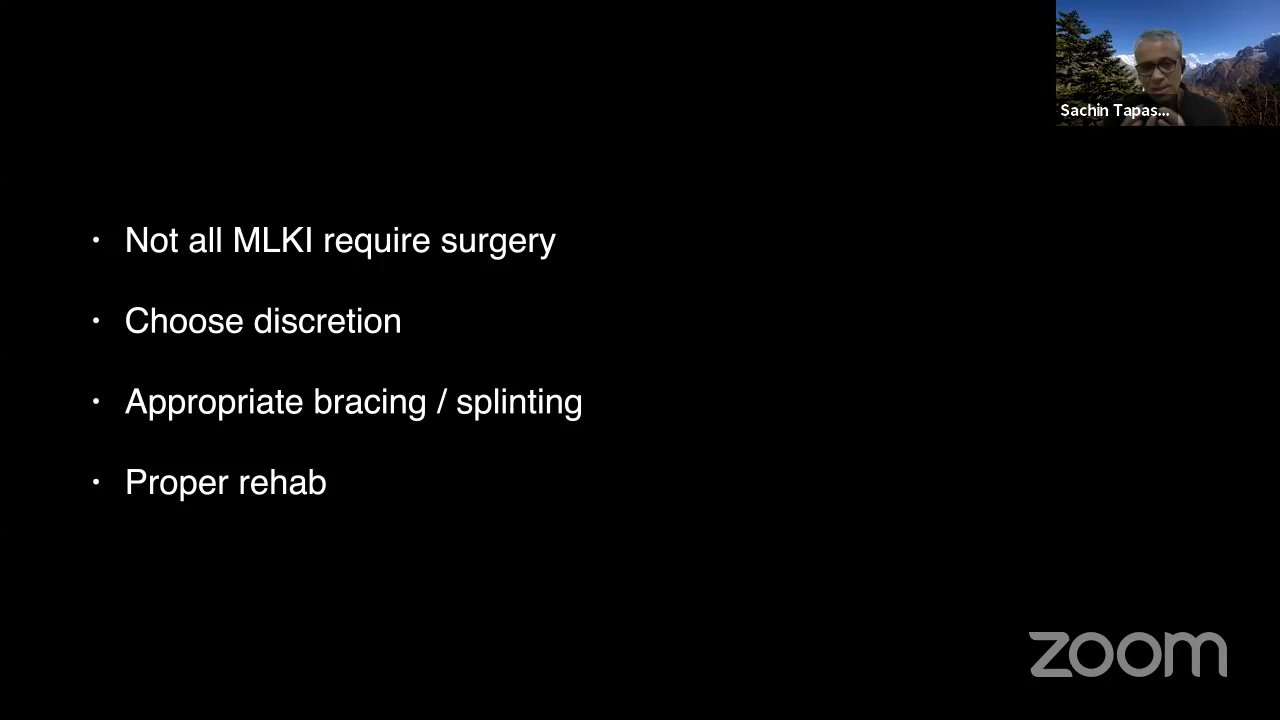 Sachin Tapas...
• Not all MLKI require surgery
• Choose discretion
• Appropriate bracing / splinting
• Proper rehab
zoom